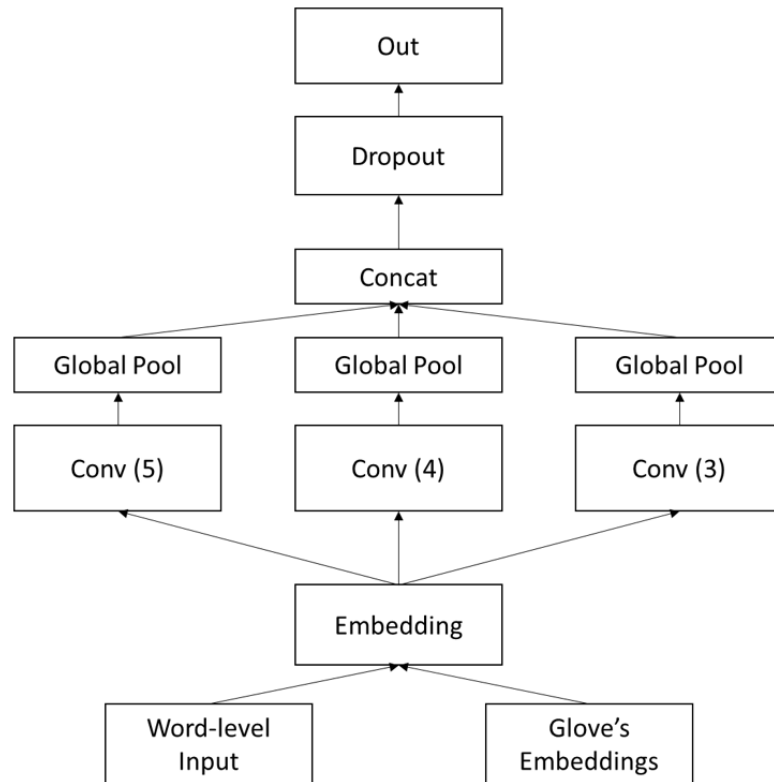 Out
Dropout
Concat
Global Pool
Global Pool
Global Pool
Conv (5)
Conv (4)
Conv (3)
Embedding
Word-level
Input
Glove's
Embeddings